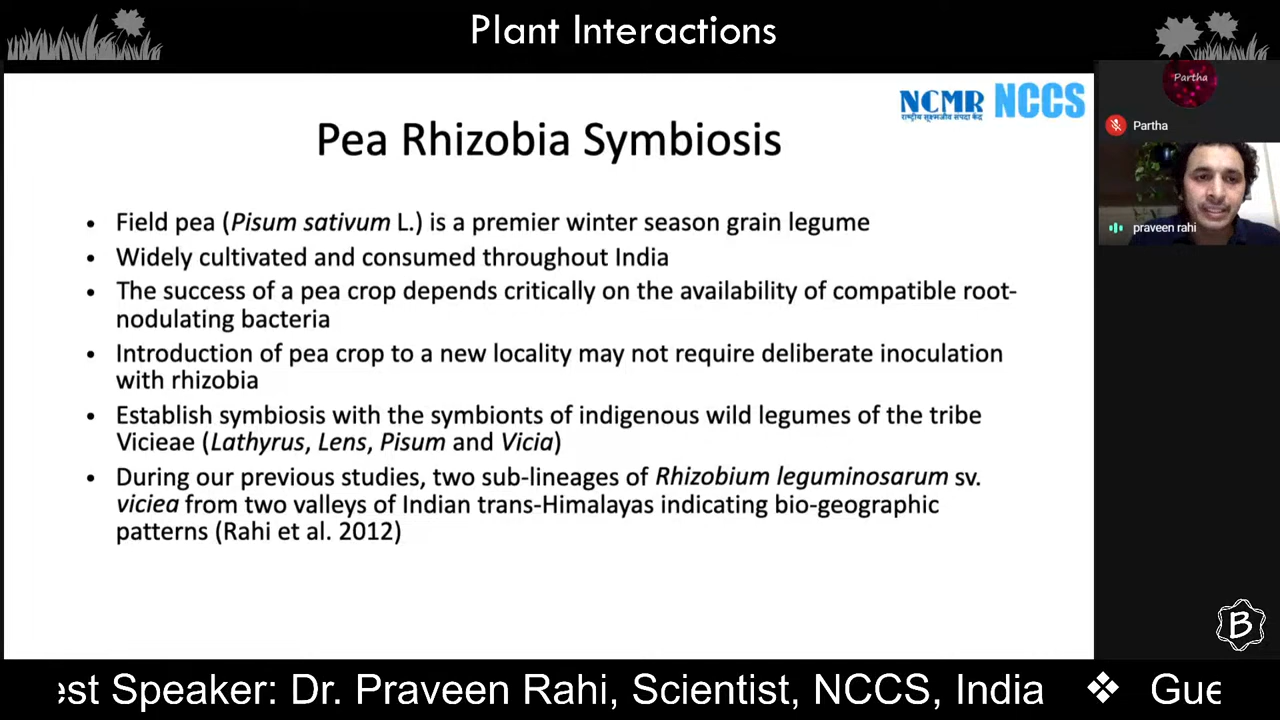 Plant Interactions
NCMR NCCS
राष्ट्रीय सूक्ष्मजीव संपदा केंद्र
Pea Rhizobia Symbiosis
• Field pea (Pisum sativum L.) is a premier winter season grain legume
• Widely cultivated and consumed throughout India
• The success of a pea crop depends critically on the availability of compatible root-
nodulating bacteria
• Introduction of pea crop to a new locality may not require deliberate inoculation
with rhizobia
• Establish symbiosis with the symbionts of indigenous wild legumes of the tribe
Vicieae (Lathyrus, Lens, Pisum and Vicia)
• During our previous studies, two sub-lineages of Rhizobium leguminosarum sv.
viciea from two valleys of Indian trans-Himalayas indicating bio-geographic
patterns (Rahi et al. 2012)
Partha
Partha
praveen rahi
B
est Speaker: Dr. Praveen Rahi, Scientist, NCCS, India ❖ Gue